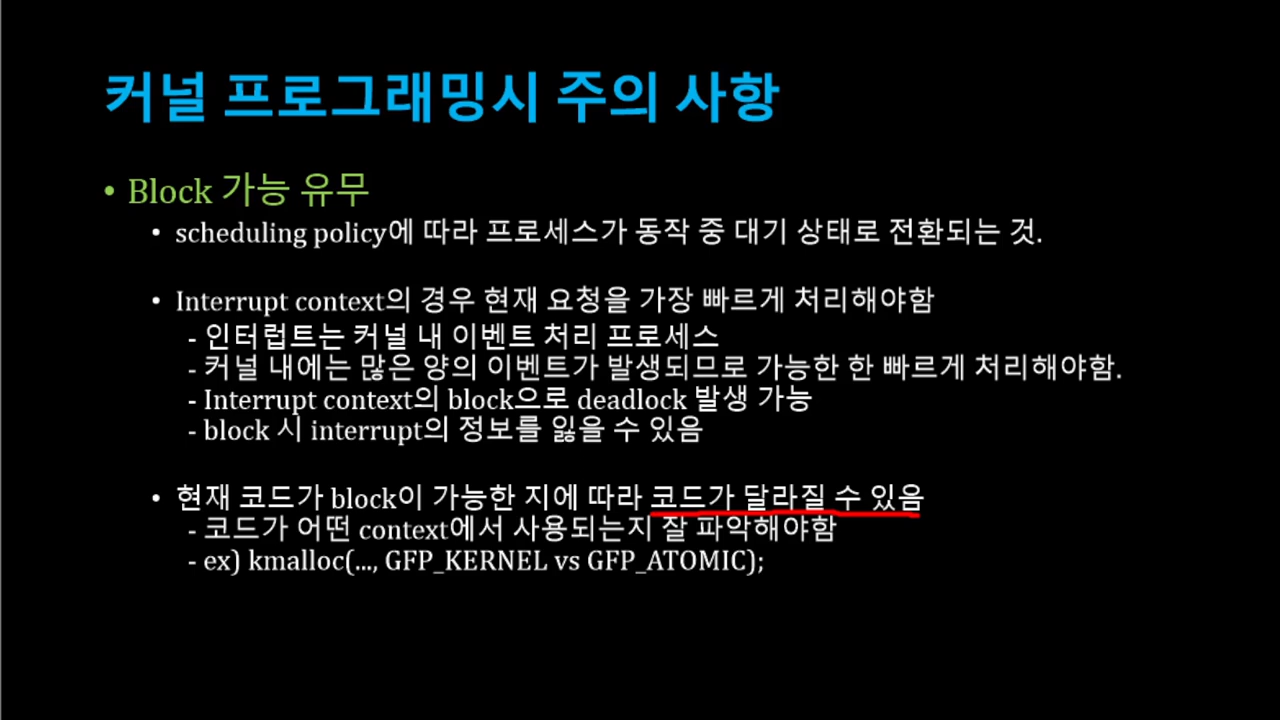 커널 프로그래밍시 주의 사항
• Block 가능 유무
• scheduling policy에 따라 프로세스가 동작 중 대기 상태로 전환되는 것.
• Interrupt context의 경우 현재 요청을 가장 빠르게 처리해야함
- 인터럽트는 커널 내 이벤트 처리 프로세스
- 커널 내에는 많은 양의 이벤트가 발생되므로 가능한 한 빠르게 처리해야함.
- Interrupt context의 block으로 deadlock 발생 가능
- block 시 interrupt의 정보를 잃을 수 있음
• 현재 코드가 block이 가능한 지에 따라 코드가 달라질 수 있음
- 코드가 어떤 context에서 사용되는지 잘 파악해야함
- ex) kmalloc(..., GFP_KERNEL vs GFP_ATOMIC);